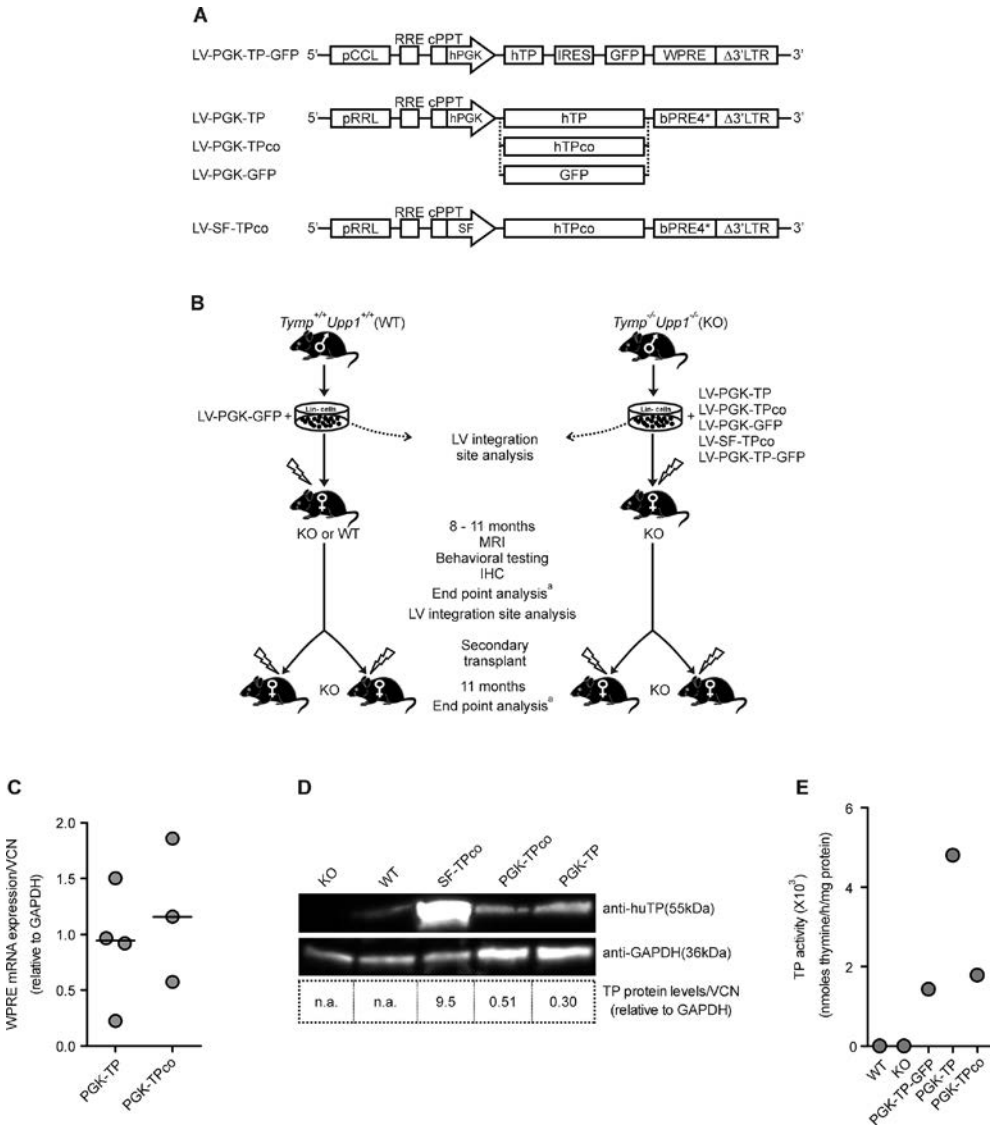 A
RRE cPPT
LV-PGK-TP-GFP 5' pCCL hPGK hTP IRES GFP WPRE Δ3'LTR 3'
RRE cPPT
LV-PGK-TP 5' pRRL hPGK hTP bPRE4* Δ3'LTR 3'
LV-PGK-TPco hTPco
LV-PGK-GFP GFP
RRE cPPT
LV-SF-TPco 5' pRRL SF hTPco bPRE4* Δ3'LTR 3'
B
Tymp+/+Upp1+/+(WT) Tymp-/-Upp1-/-(KO)
LV-PGK-GFP + Lin- cells
Lin- cells +
LV-PGK-TP
LV-PGK-TPco
LV-PGK-GFP
LV-SF-TPco
LV-PGK-TP-GFP
LV integration
site analysis
KO or WT
KO
8 - 11 months
MRI
Behavioral testing
IHC
End point analysis a
LV integration site analysis
Secondary
transplant
KO
KO
11 months
End point analysis a
C
WPRE mRNA expression/VCN
(relative to GAPDH)
2.0
1.5
1.0
0.5
0.0
PGK-TP
PGK-TPco
D
KO WT SF-TPco PGK-TPco PGK-TP
anti-huTP(55kDa)
anti-GAPDH(36kDa)
n.a. n.a. 9.5 0.51 0.30
TP protein levels/VCN
(relative to GAPDH)
E
TP activity (X10³)
(nmoles thymine/h/mg protein)
6
4
2
0
WT
KO
PGK-TP-GFP
PGK-TP
PGK-TPco